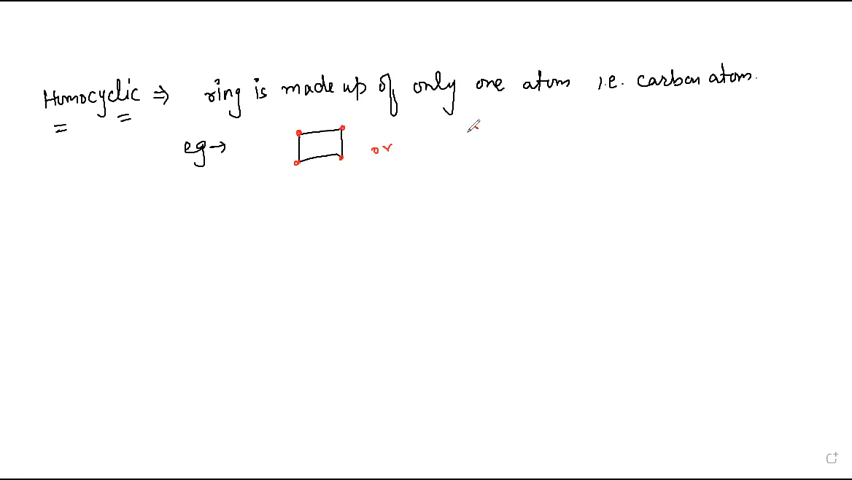 Homocyclic ⇒ ring is made up of only one atom i.e. carbon atom.
eg → or